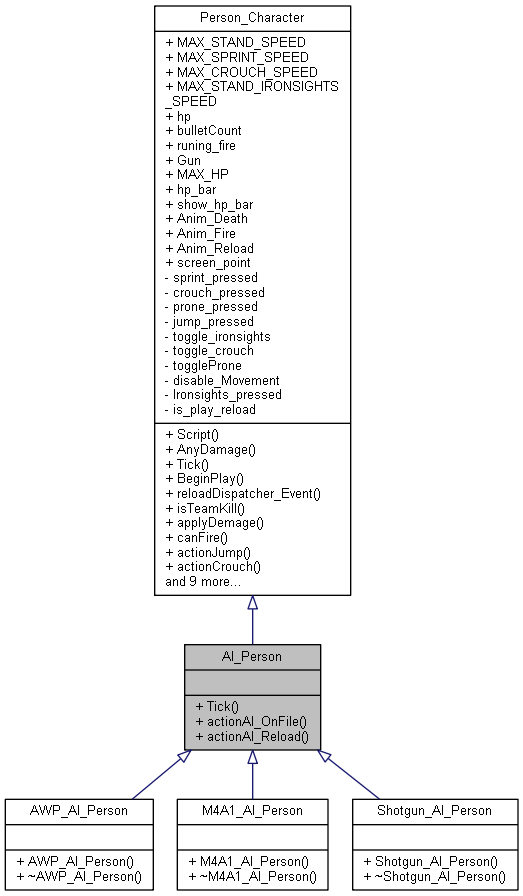 Person_Character
+ MAX_STAND_SPEED
+ MAX_SPRINT_SPEED
+ MAX_CROUCH_SPEED
+ MAX_STAND_IRONSIGHTS
_SPEED
+ hp
+ bulletCount
+ runing_fire
+ Gun
+ MAX_HP
+ hp_bar
+ show_hp_bar
+ Anim_Death
+ Anim_Fire
+ Anim_Reload
+ screen_point
- sprint_pressed
- crouch_pressed
- prone_pressed
- jump_pressed
- toggle_ironsights
- toggle_crouch
- toggleProne
- disable_Movement
- Ironsights_pressed
- is_play_reload
+ Script()
+ AnyDamage()
+ Tick()
+ BeginPlay()
+ reloadDispatcher_Event()
+ isTeamKill()
+ applyDemage()
+ canFire()
+ actionJump()
+ actionCrouch()
and 9 more...
AI_Person
+ Tick()
+ actionAI_OnFile()
+ actionAI_Reload()
AWP_AI_Person
+ AWP_AI_Person()
+ ~AWP_AI_Person()
M4A1_AI_Person
+ M4A1_AI_Person()
+ ~M4A1_AI_Person()
Shotgun_AI_Person
+ Shotgun_AI_Person()
+ ~Shotgun_AI_Person()